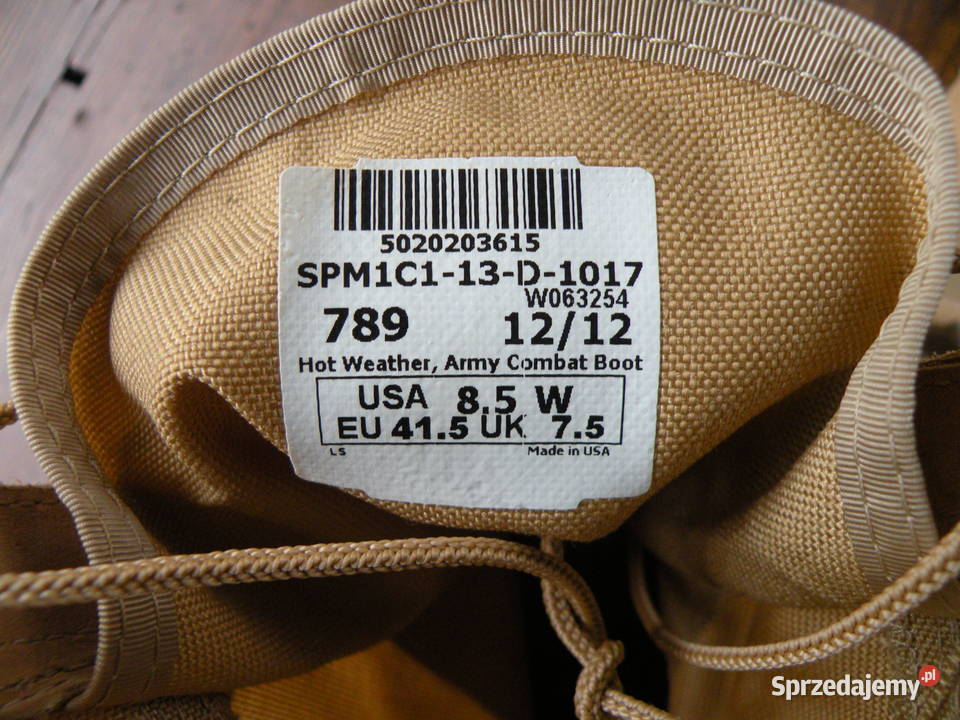 5020203615
SPM1C1-13-D-1017
W063254
789 12/12
Hot Weather, Army Combat Boot
USA 8.5 W
EU 41.5 UK 7.5
LS Made in USA
Sprzedajemy.pl